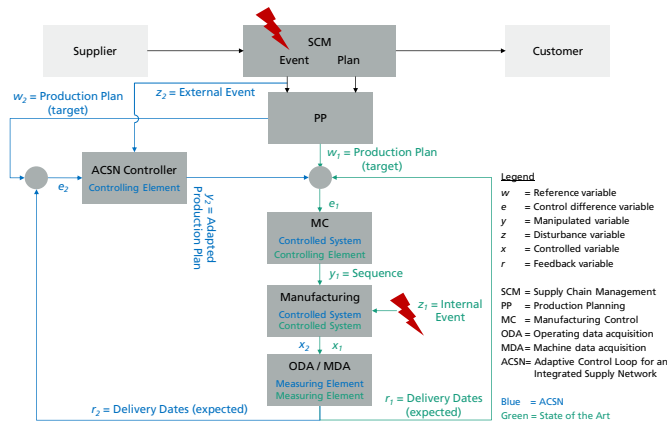 Supplier
SCM
Customer
Event
Plan
w2 = Production Plan
(target)
z2 = External Event
PP
w1 = Production Plan
(target)
ACSN Controller
Controlling Element
e2
y2 = Adapted
Production Plan
e1
MC
Controlled System
Controlling Element
y1 = Sequence
Manufacturing
Controlled System
Controlled System
z1 = Internal
Event
x2
x1
ODA / MDA
Measuring Element
Measuring Element
r2 = Delivery Dates (expected)
r1 = Delivery Dates
(expected)
Legend
w = Reference variable
e = Control difference variable
y = Manipulated variable
z = Disturbance variable
x = Controlled variable
r = Feedback variable
SCM = Supply Chain Management
PP = Production Planning
MC = Manufacturing Control
ODA = Operating data acquisition
MDA = Machine data acquisition
ACSN= Adaptive Control Loop for an
Integrated Supply Network
Blue = ACSN
Green = State of the Art